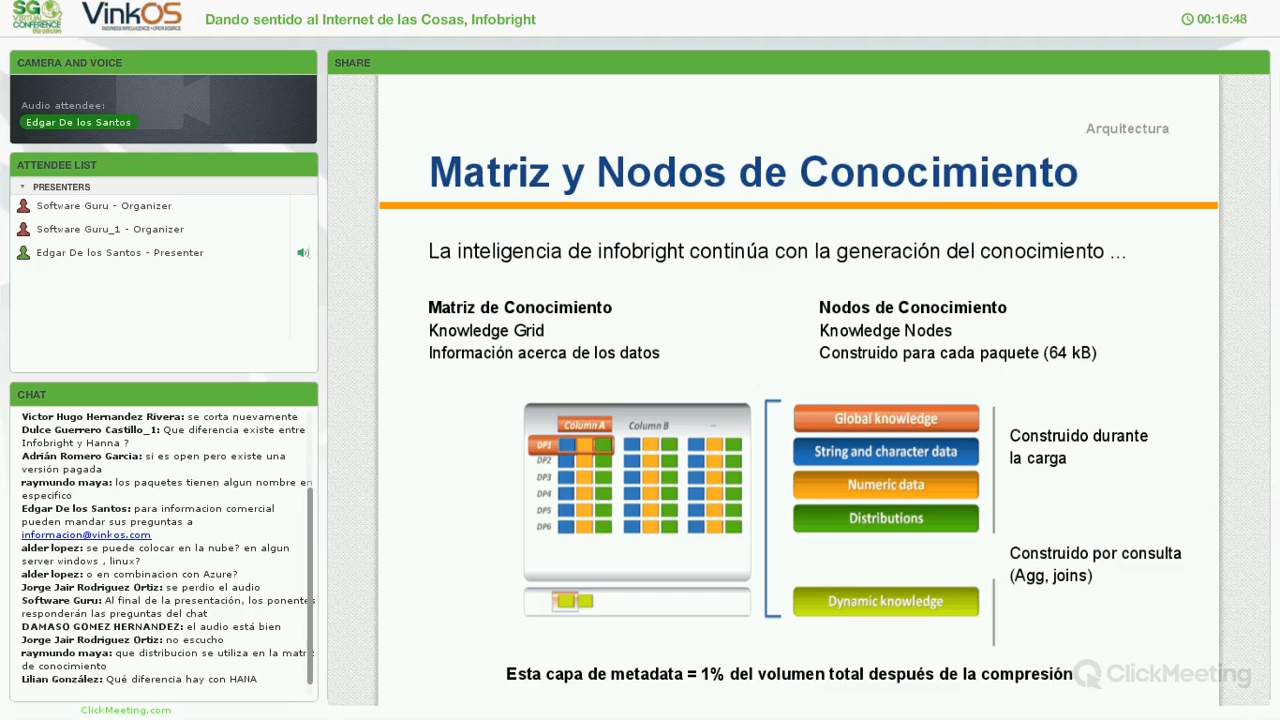 SG
VIRTUAL
CONFERENCE
VinkOS
Dando sentido al Internet de las Cosas, Infobright
00:16:48
CAMERA AND VOICE
Audio attendee:
Edgar De los Santos
ATTENDEE LIST
PRESENTERS
Software Guru - Organizer
Software Guru_1 - Organizer
Edgar De los Santos - Presenter
CHAT
Victor Hugo Hernandez Rivera: se corta nuevamente
Dulce Guerrero Castillo_1: Que diferencia existe entre
Infobright y Hanna ?
Adrián Romero Garcia: si es open pero existe una
versión pagada
raymundo maya: los paquetes tienen algun nombre en
especifico
Edgar De los Santos: para informacion comercial
pueden mandar sus preguntas a
informacion@vinkos.com
alder lopez: se puede colocar en la nube? en algun
server windows , linux?
alder lopez: o en combinacion con Azure?
Jorge Jair Rodriguez Ortiz: se perdio el audio
Software Guru: Al final de la presentación, los ponentes
responderán las preguntas del chat
DAMASO GOMEZ HERNANDEZ: el audio está bien
Jorge Jair Rodriguez Ortiz: no escucho
raymundo maya: que distribucion se utiliza en la matriz
de conocimiento
Lilian González: Qué diferencia hay con HANA
ClickMeeting.com
SHARE
Arquitectura
Matriz y Nodos de Conocimiento
La inteligencia de infobright continúa con la generación del conocimiento ...
Matriz de Conocimiento
Knowledge Grid
Información acerca de los datos
Nodos de Conocimiento
Knowledge Nodes
Construido para cada paquete (64 kB)
Column A Column B ...
DP1
DP2
DP3
DP4
DP5
DP6
Global knowledge
String and character data
Numeric data
Distributions
Dynamic knowledge
Construido durante
la carga
Construido por consulta
(Agg, joins)
Esta capa de metadata = 1% del volumen total después de la compresión
ClickMeeting